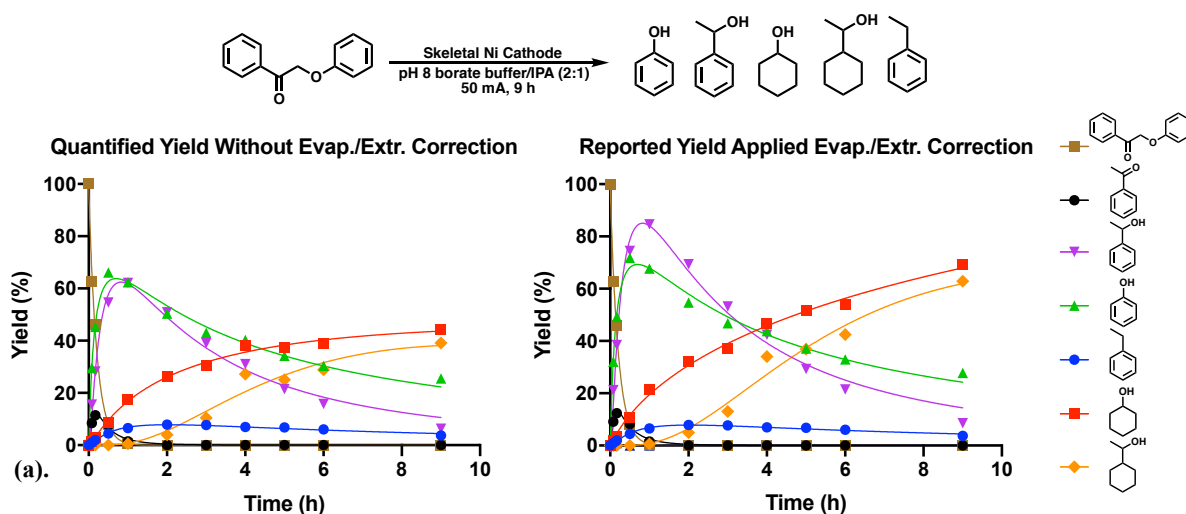 OH
OH
OH
OH
O
O
Skeletal Ni Cathode
pH 8 borate buffer/IPA (2:1)
50 mA, 9 h
Quantified Yield Without Evap./Extr. Correction
Reported Yield Applied Evap./Extr. Correction
Yield (%)
100
80
60
40
20
0
0
2
4
6
8
10
Time (h)
(a).
Yield (%)
100
80
60
40
20
0
0
2
4
6
8
10
Time (h)
O
O
O
OH
OH
OH
OH